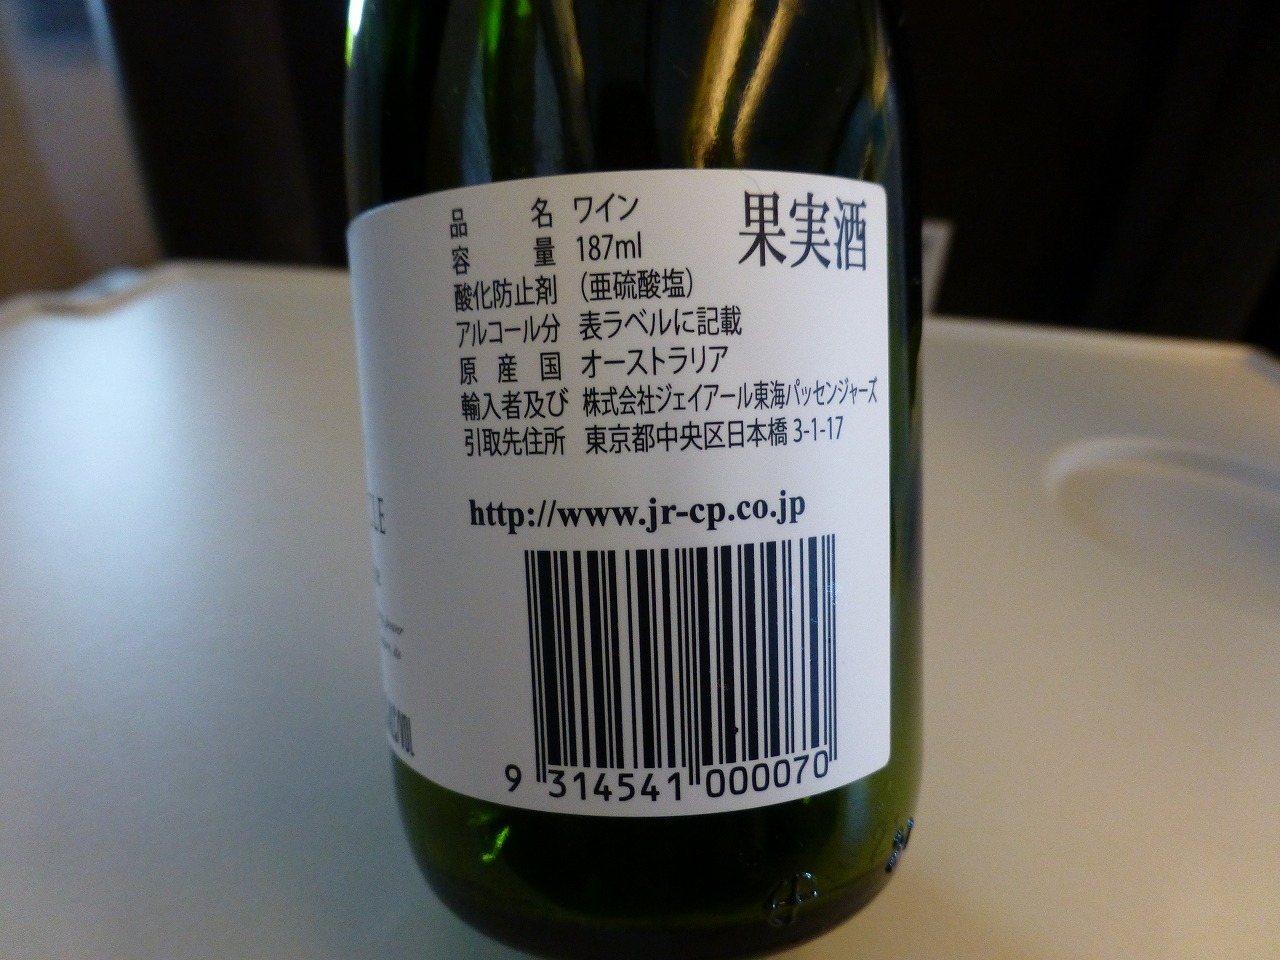 果実酒
品名 ワイン
容量 187ml
酸化防止剤 (亜硫酸塩)
アルコール分 表ラベルに記載
原産国 オーストラリア
輸入者及び 株式会社ジェイアール東海パッセンジャーズ
引取先住所 東京都中央区日本橋3-1-17
http://www.jr-cp.co.jp
9 314541 000070